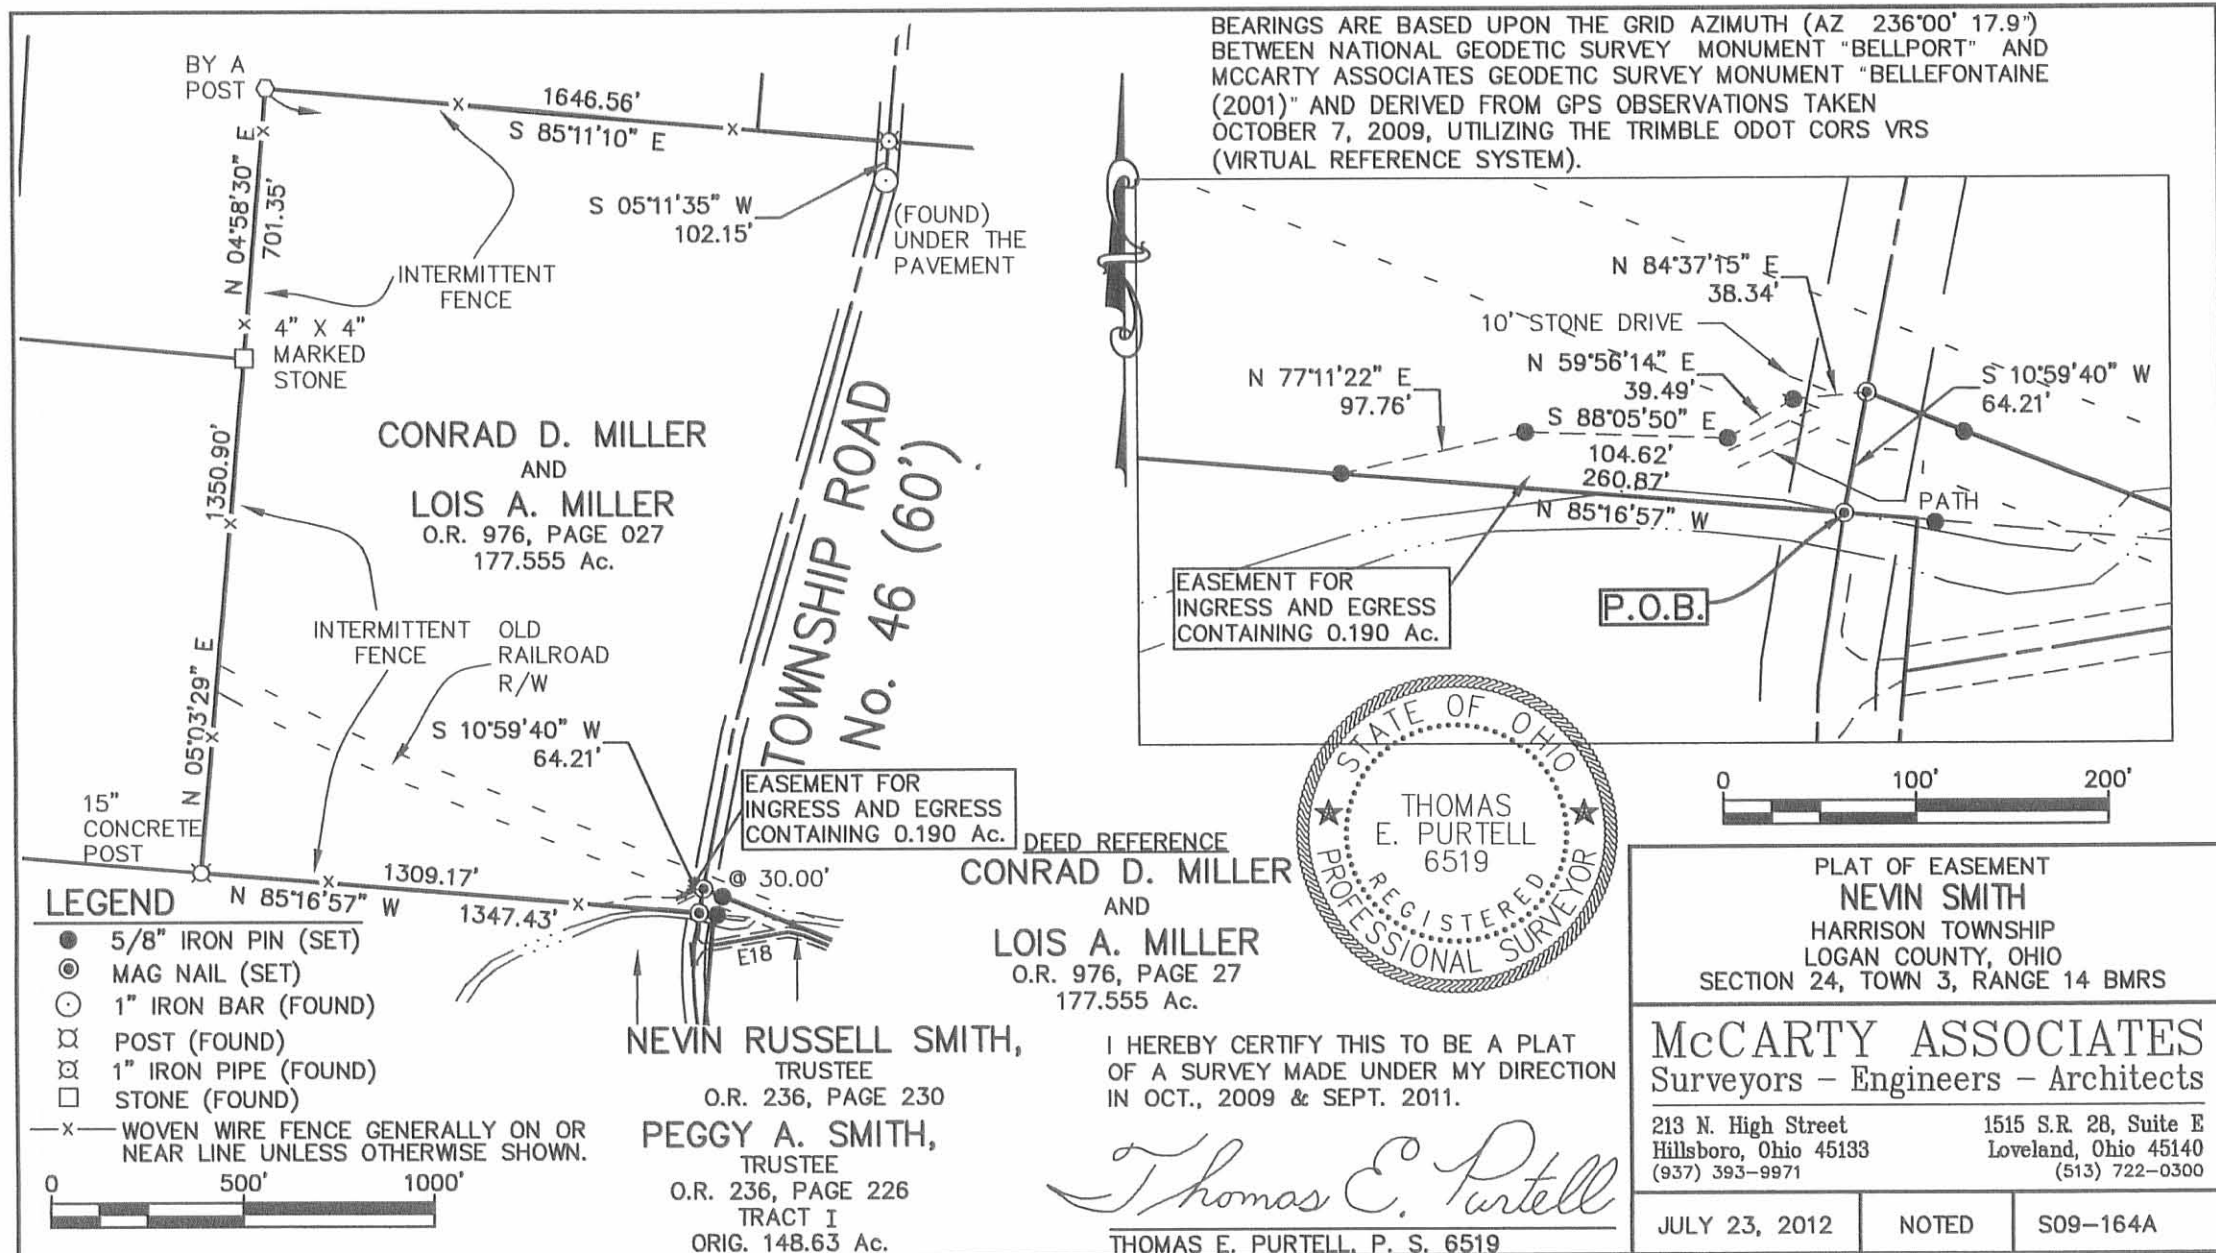 BEARINGS ARE BASED UPON THE GRID AZIMUTH (AZ 236°00' 17.9")
BETWEEN NATIONAL GEODETIC SURVEY MONUMENT "BELLPORT" AND
MCCARTY ASSOCIATES GEODETIC SURVEY MONUMENT "BELLEFONTAINE
(2001)" AND DERIVED FROM GPS OBSERVATIONS TAKEN
OCTOBER 7, 2009, UTILIZING THE TRIMBLE ODOT CORS VRS
(VIRTUAL REFERENCE SYSTEM).
BY A
POST
1646.56'
S 85°11'10" E
N 04°58'30" E
701.35'
S 05°11'35" W
102.15'
(FOUND)
UNDER THE
PAVEMENT
INTERMITTENT
FENCE
4" X 4"
MARKED
STONE
CONRAD D. MILLER
AND
LOIS A. MILLER
O.R. 976, PAGE 027
177.555 Ac.
1350.90'
N 05°03'29" E
TOWNSHIP ROAD
No. 46 (60')
INTERMITTENT
FENCE
OLD
RAILROAD
R/W
S 10°59'40" W
64.21'
EASEMENT FOR
INGRESS AND EGRESS
CONTAINING 0.190 Ac.
15"
CONCRETE
POST
1309.17'
N 85°16'57" W
1347.43'
@ 30.00'
E18
N 84°37'15" E
38.34'
10' STONE DRIVE
N 59°56'14" E
39.49'
N 77°11'22" E
97.76'
S 88°05'50" E
104.62'
S 10°59'40" W
64.21'
260.87'
N 85°16'57" W
PATH
EASEMENT FOR
INGRESS AND EGRESS
CONTAINING 0.190 Ac.
P.O.B.
0 100' 200'
LEGEND
5/8" IRON PIN (SET)
MAG NAIL (SET)
1" IRON BAR (FOUND)
POST (FOUND)
1" IRON PIPE (FOUND)
STONE (FOUND)
x WOVEN WIRE FENCE GENERALLY ON OR
NEAR LINE UNLESS OTHERWISE SHOWN.
0 500' 1000'
DEED REFERENCE
CONRAD D. MILLER
AND
LOIS A. MILLER
O.R. 976, PAGE 27
177.555 Ac.
NEVIN RUSSELL SMITH,
TRUSTEE
O.R. 236, PAGE 230
PEGGY A. SMITH,
TRUSTEE
O.R. 236, PAGE 226
TRACT I
ORIG. 148.63 Ac.
STATE OF OHIO
THOMAS
E. PURTELL
6519
REGISTERED
PROFESSIONAL SURVEYOR
I HEREBY CERTIFY THIS TO BE A PLAT
OF A SURVEY MADE UNDER MY DIRECTION
IN OCT., 2009 & SEPT. 2011.
Thomas E. Purtell
THOMAS E. PURTELL, P. S. 6519
PLAT OF EASEMENT
NEVIN SMITH
HARRISON TOWNSHIP
LOGAN COUNTY, OHIO
SECTION 24, TOWN 3, RANGE 14 BMRS
McCARTY ASSOCIATES
Surveyors – Engineers – Architects
213 N. High Street
Hillsboro, Ohio 45133
(937) 393-9971
1515 S.R. 28, Suite E
Loveland, Ohio 45140
(513) 722-0300
JULY 23, 2012
NOTED
S09-164A